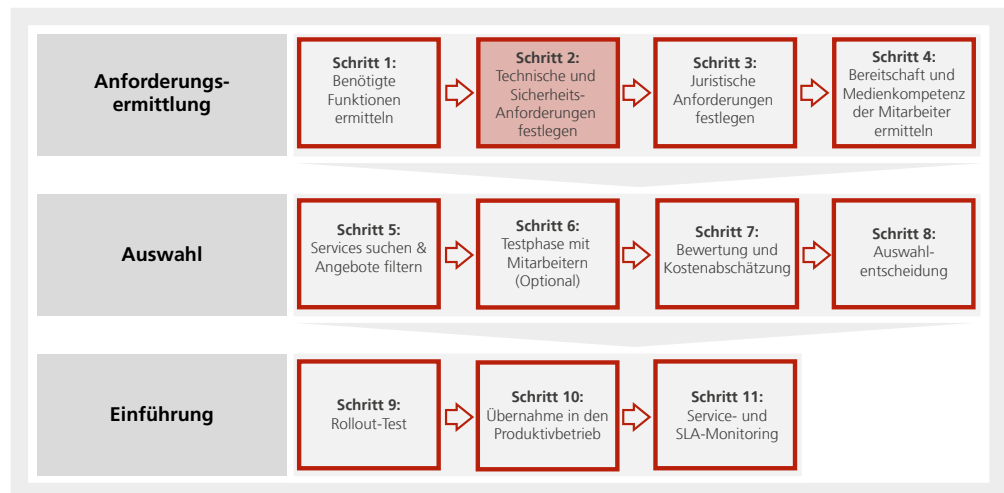 Anforderungs-
ermittlung
Schritt 1:
Benötigte
Funktionen
ermitteln
Schritt 2:
Technische und
Sicherheits-
Anforderungen
festlegen
Schritt 3:
Juristische
Anforderungen
festlegen
Schritt 4:
Bereitschaft und
Medienkompetenz
der Mitarbeiter
ermitteln
Auswahl
Schritt 5:
Services suchen &
Angebote filtern
Schritt 6:
Testphase mit
Mitarbeitern
(Optional)
Schritt 7:
Bewertung und
Kostenabschätzung
Schritt 8:
Auswahl-
entscheidung
Einführung
Schritt 9:
Rollout-Test
Schritt 10:
Übernahme in den
Produktivbetrieb
Schritt 11:
Service- und
SLA-Monitoring